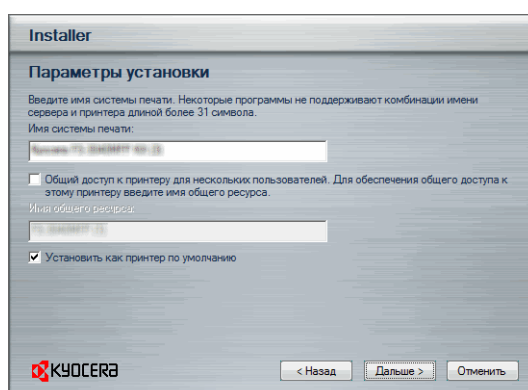 Installer
Параметры установки
Введите имя системы печати. Некоторые программы не поддерживают комбинации имени
сервера и принтера длиной более 31 символа.
Имя системы печати:
Общий доступ к принтеру для нескольких пользователей. Для обеспечения общего доступа к
этому принтеру введите имя общего ресурса.
Имя общего ресурса:
Установить как принтер по умолчанию
KYOCERA
< Назад
Дальше >
Отменить